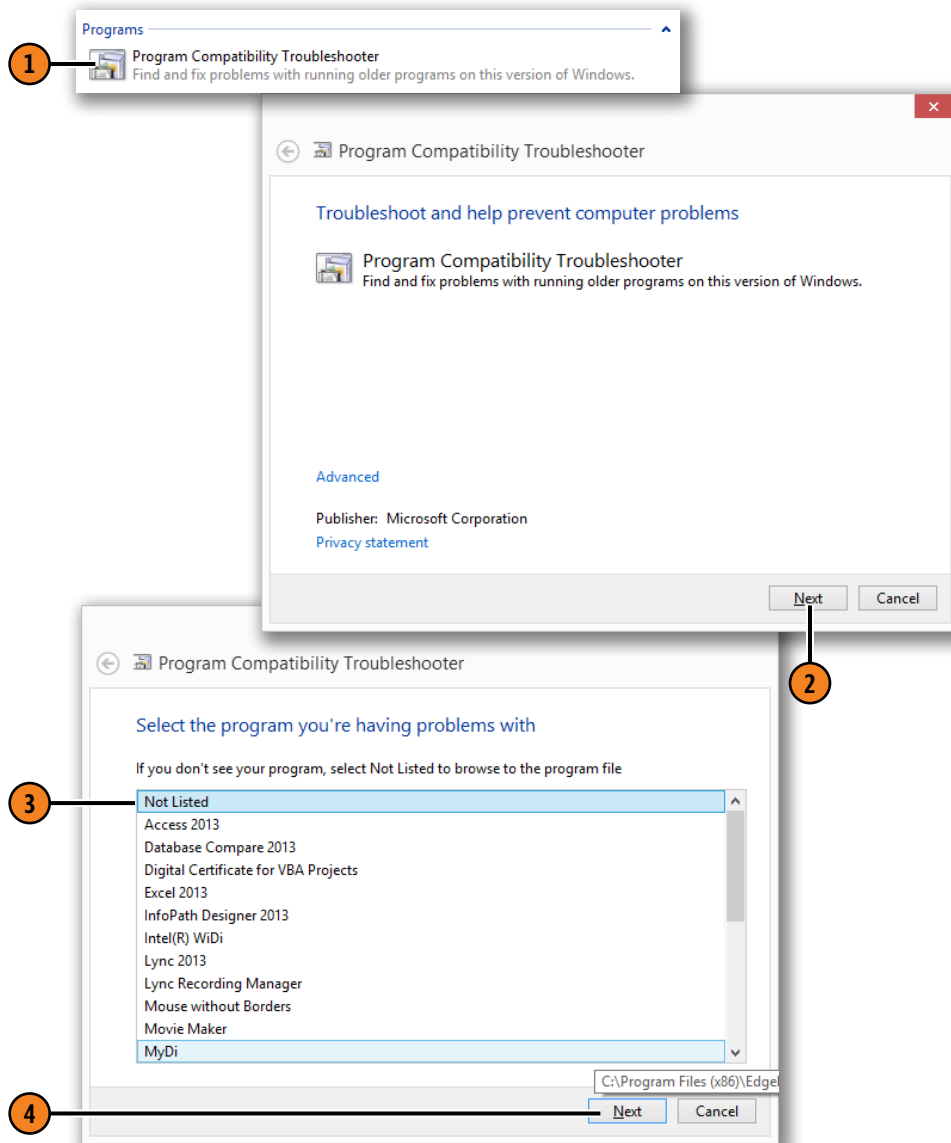 Programs
1
Program Compatibility Troubleshooter
Find and fix problems with running older programs on this version of Windows.
Program Compatibility Troubleshooter
Troubleshoot and help prevent computer problems
Program Compatibility Troubleshooter
Find and fix problems with running older programs on this version of Windows.
Advanced
Publisher: Microsoft Corporation
Privacy statement
Next Cancel
2
Program Compatibility Troubleshooter
Select the program you're having problems with
If you don't see your program, select Not Listed to browse to the program file
3
Not Listed
Access 2013
Database Compare 2013
Digital Certificate for VBA Projects
Excel 2013
InfoPath Designer 2013
Intel(R) WiDi
Lync 2013
Lync Recording Manager
Mouse without Borders
Movie Maker
MyDi
C:\Program Files (x86)\Edge
4
Next Cancel